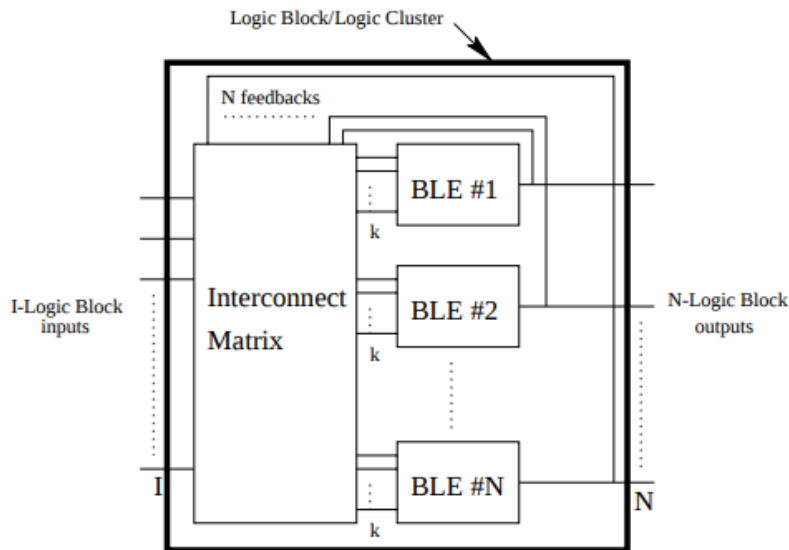 Logic Block/Logic Cluster
N feedbacks
BLE #1
k
I-Logic Block
inputs
Interconnect
Matrix
BLE #2
k
N-Logic Block
outputs
BLE #N
I
N
k